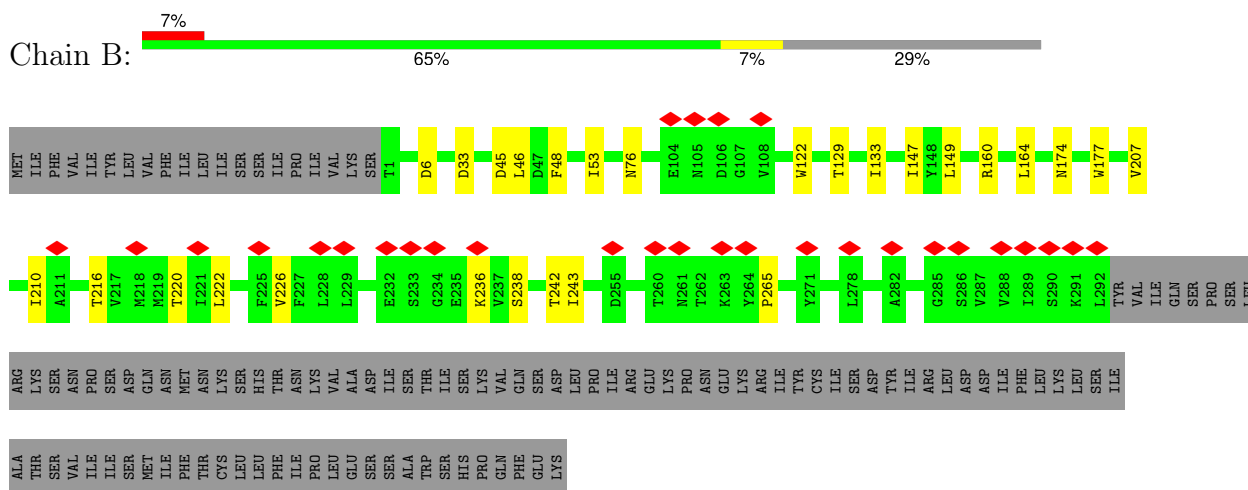 7%
Chain B:
65% 7% 29%
MET ILE PHE VAL ILE TYR LEU VAL PHE ILE LEU ILE SER SER ILE PRO ILE VAL LYS SER T1 D6 D33 D45 L46 D47 F48 I53 N76 E104 N105 D106 G107 V108 W122 T129 I133 I147 Y148 L149 R160 L164 N174 W177 V207
I210 A211 T216 V217 M218 M219 T220 I221 L222 F225 V226 F227 L228 L229 E232 S233 G234 E235 K236 V237 S238 T242 I243 D255 T260 N261 T262 K263 Y264 P265 Y271 L278 A282 G285 S286 V287 V288 I289 S290 K291 L292 TYR VAL ILE GLN SER PRO SER LEU
ARG LYS SER ASN PRO SER ASP GLN ASN MET ASN LYS SER HIS THR ASN LYS VAL ALA ASP ILE SER THR ILE SER LYS VAL GLN SER ASP LEU PRO ILE ARG GLU LYS PRO ASN GLU LYS ARG ILE TYR CYS ILE SER ASP TYR ILE ARG LEU ASP ASP ILE PHE LEU LYS LEU SER ILE
ALA THR SER VAL ILE ILE SER MET ILE PHE THR CYS LEU LEU PHE ILE PRO LEU GLU SER SER ALA TRP SER HIS PRO GLN PHE GLU LYS